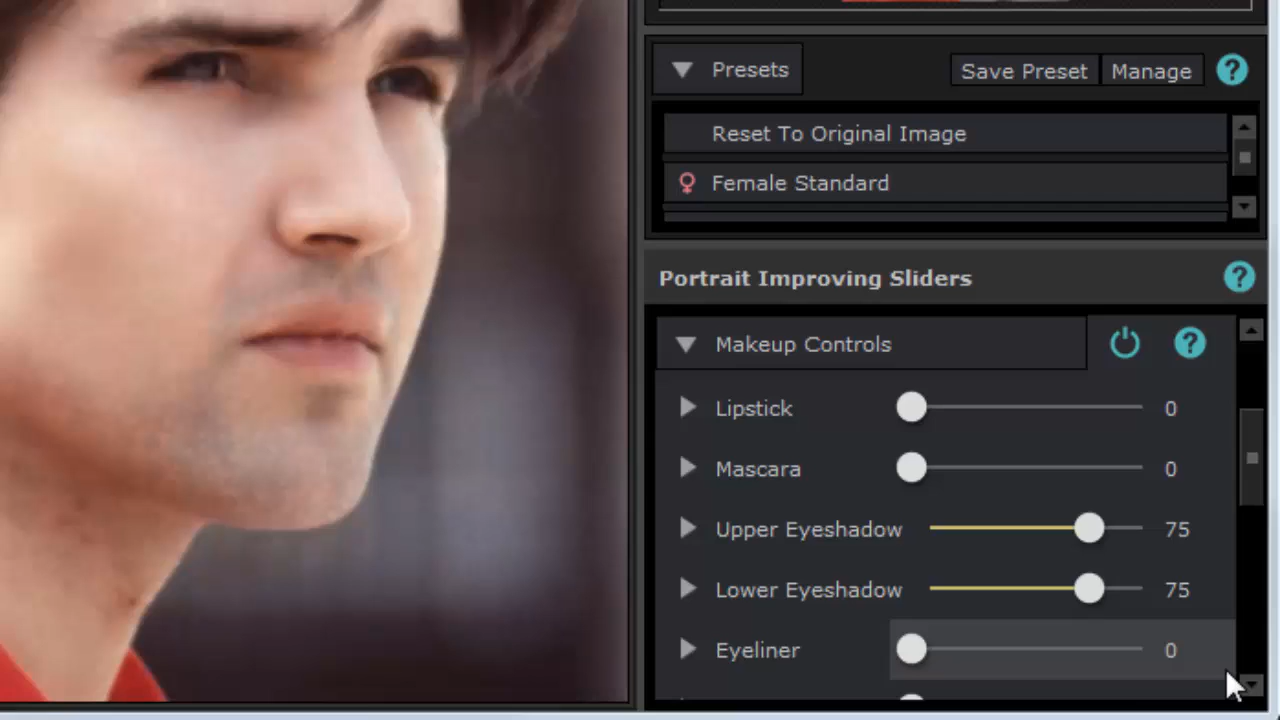 Presets
Save Preset
Manage
?
Reset To Original Image
Female Standard
Portrait Improving Sliders
?
Makeup Controls
?
Lipstick 0
Mascara 0
Upper Eyeshadow 75
Lower Eyeshadow 75
Eyeliner 0